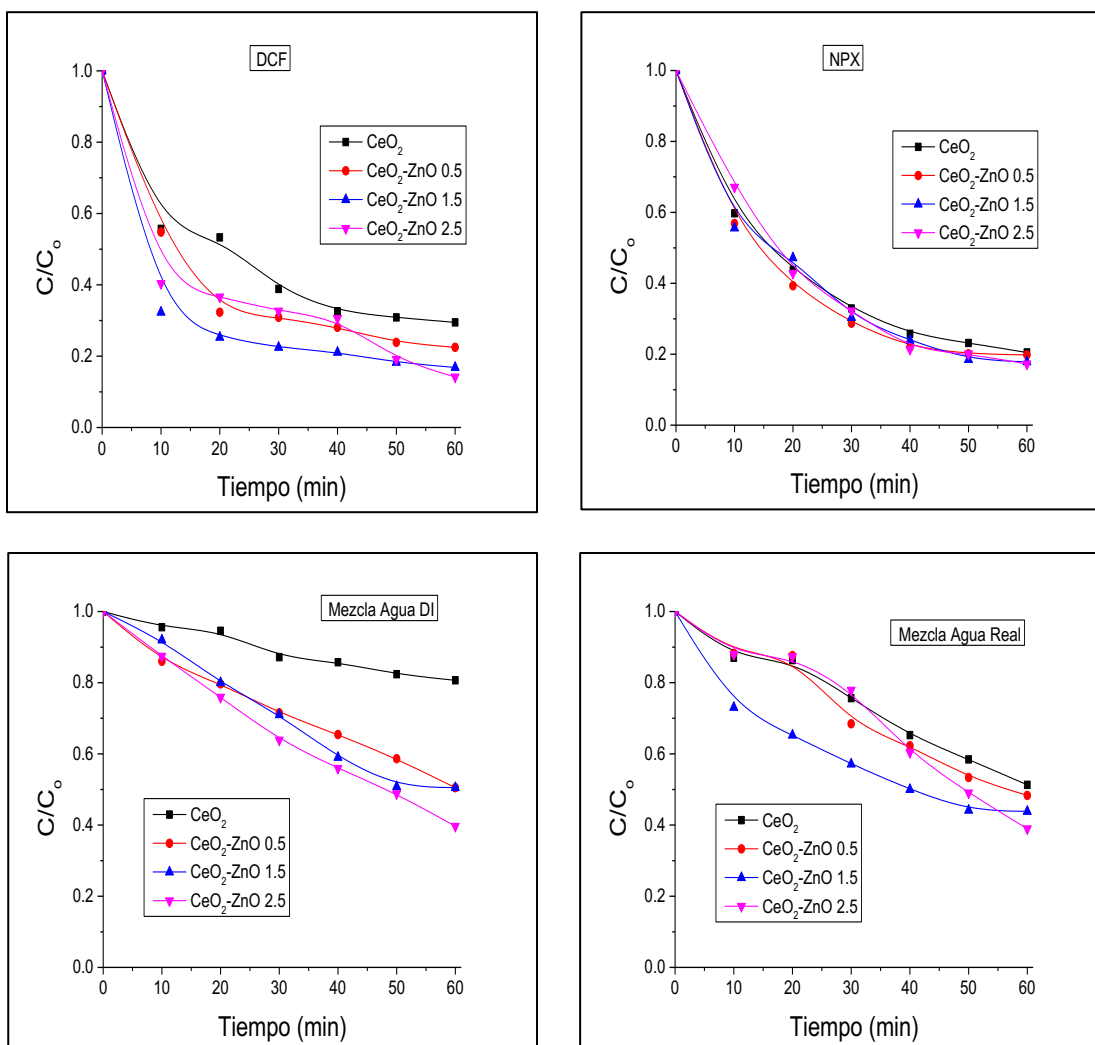 DCF
1.0
0.8
0.6
0.4
0.2
0.0
C/C₀
CeO₂
CeO₂-ZnO 0.5
CeO₂-ZnO 1.5
CeO₂-ZnO 2.5
0 10 20 30 40 50 60
Tiempo (min)
NPX
1.0
0.8
0.6
0.4
0.2
0.0
C/C₀
CeO₂
CeO₂-ZnO 0.5
CeO₂-ZnO 1.5
CeO₂-ZnO 2.5
0 10 20 30 40 50 60
Tiempo (min)
Mezcla Agua DI
1.0
0.8
0.6
0.4
0.2
0.0
C/C₀
CeO₂
CeO₂-ZnO 0.5
CeO₂-ZnO 1.5
CeO₂-ZnO 2.5
0 10 20 30 40 50 60
Tiempo (min)
Mezcla Agua Real
1.0
0.8
0.6
0.4
0.2
0.0
C/C₀
CeO₂
CeO₂-ZnO 0.5
CeO₂-ZnO 1.5
CeO₂-ZnO 2.5
0 10 20 30 40 50 60
Tiempo (min)